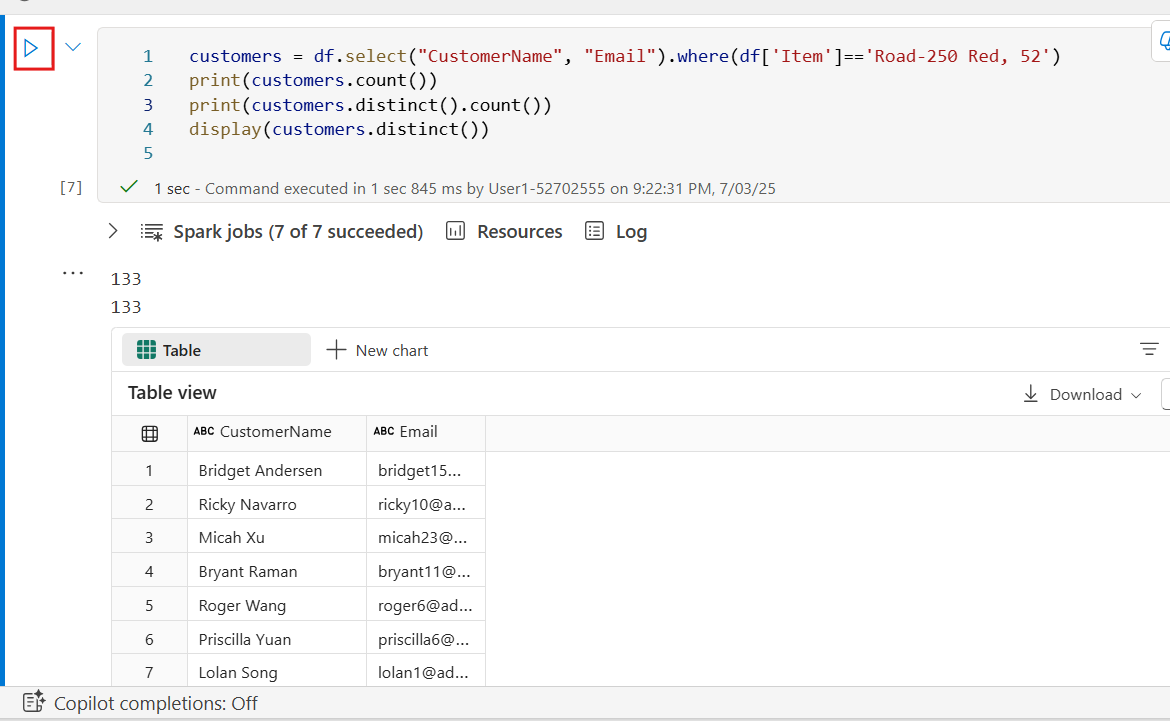 1 customers = df.select("CustomerName", "Email").where(df['Item']=='Road-250 Red, 52')
2 print(customers.count())
3 print(customers.distinct().count())
4 display(customers.distinct())
5
[7] 1 sec - Command executed in 1 sec 845 ms by User1-52702555 on 9:22:31 PM, 7/03/25
Spark jobs (7 of 7 succeeded) Resources Log
133
133
Table New chart
Table view Download
ABC CustomerName ABC Email
1 Bridget Andersen bridget15...
2 Ricky Navarro ricky10@a...
3 Micah Xu micah23@...
4 Bryant Raman bryant11@...
5 Roger Wang roger6@ad...
6 Priscilla Yuan priscilla6@...
7 Lolan Song lolan1@ad...
Copilot completions: Off